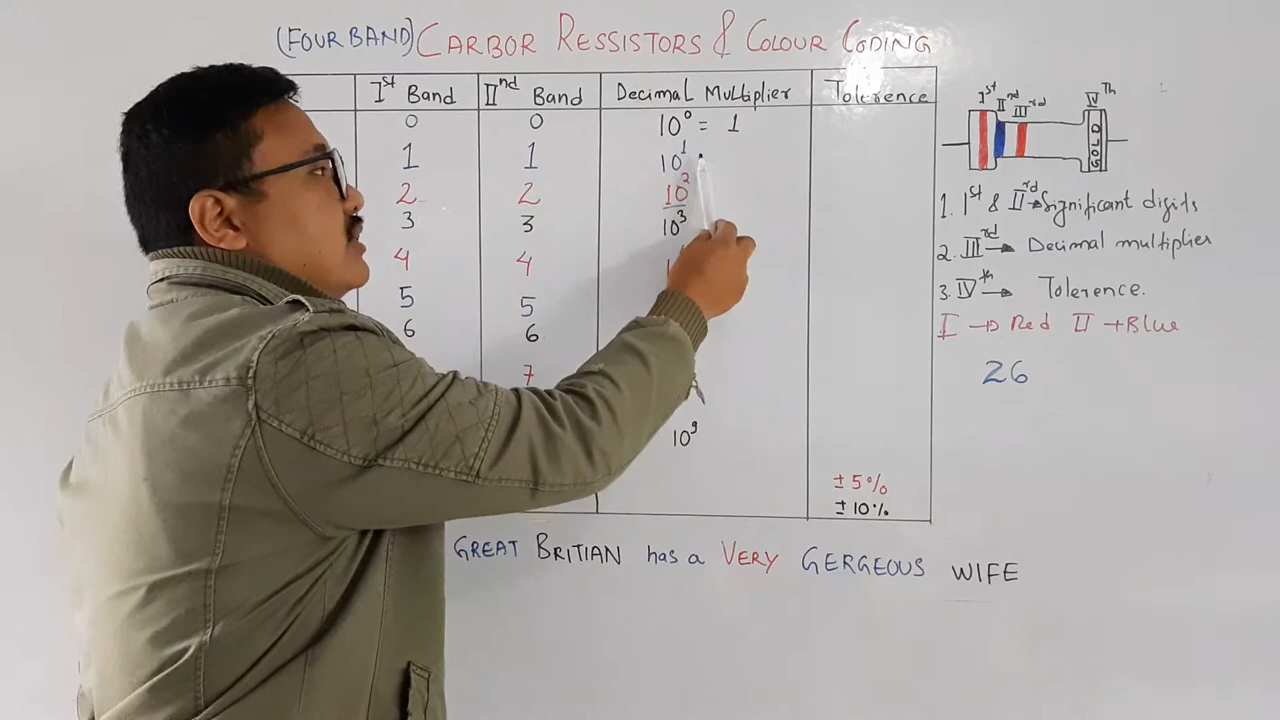 (FOUR BAND) CARBOR RESSISTORS & COLOUR CODING
Ist Band IInd Band Decimal Multiplier Tolerence
0 0 10⁰ = 1
1 1 10¹
2 2 10²
3 3 10³
4 4
5 5
6 6
7
10⁹
± 5%
± 10%
Ist IInd IIIrd IVTh
GOLD
1. Ist & IIrd→Significant digits
2. IIIrd → Decimal multiplier
3. IVth → Tolerence.
I → Red II → Blue
26
GREAT BRITIAN has a VERY GERGEOUS WIFE